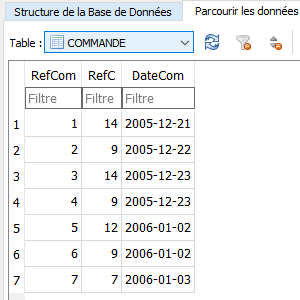 Structure de la Base de Données Parcourir les données
Table : COMMANDE
RefCom RefC DateCom
Filtre Filtre Filtre
1 1 14 2005-12-21
2 2 9 2005-12-22
3 3 14 2005-12-23
4 4 9 2005-12-23
5 5 12 2006-01-02
6 6 9 2006-01-02
7 7 7 2006-01-03